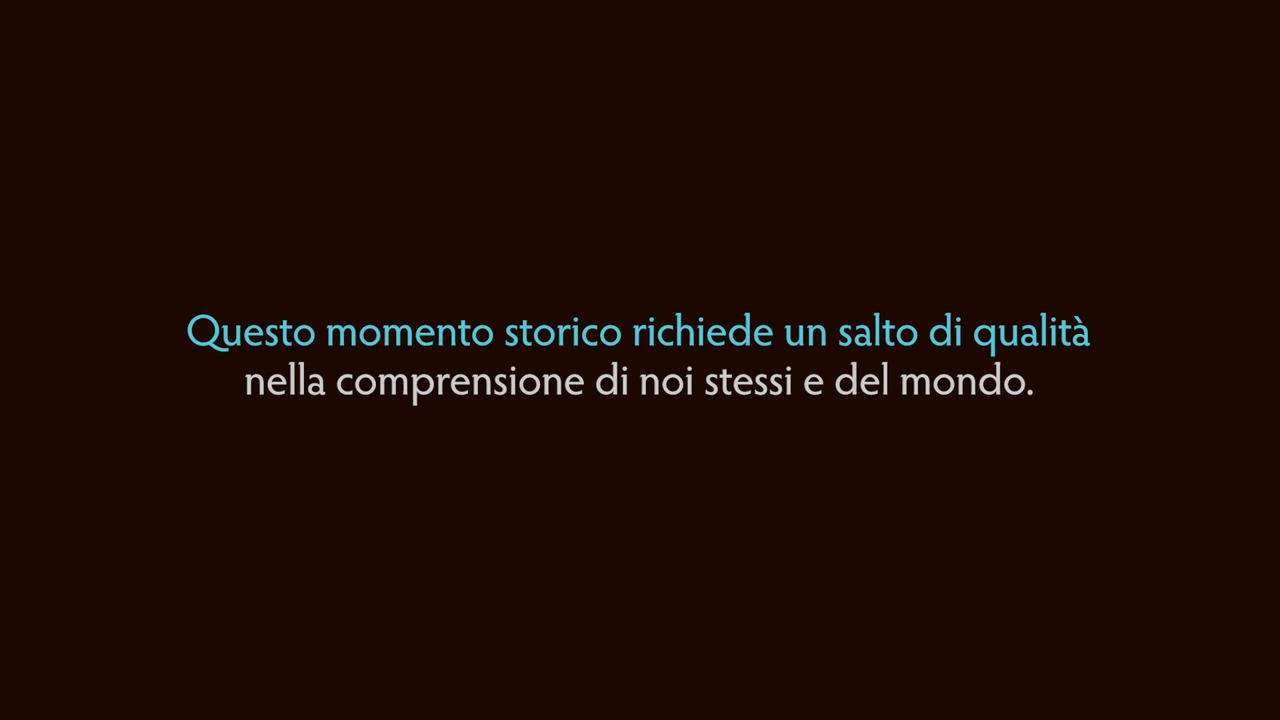 Questo momento storico richiede un salto di qualità
nella comprensione di noi stessi e del mondo.